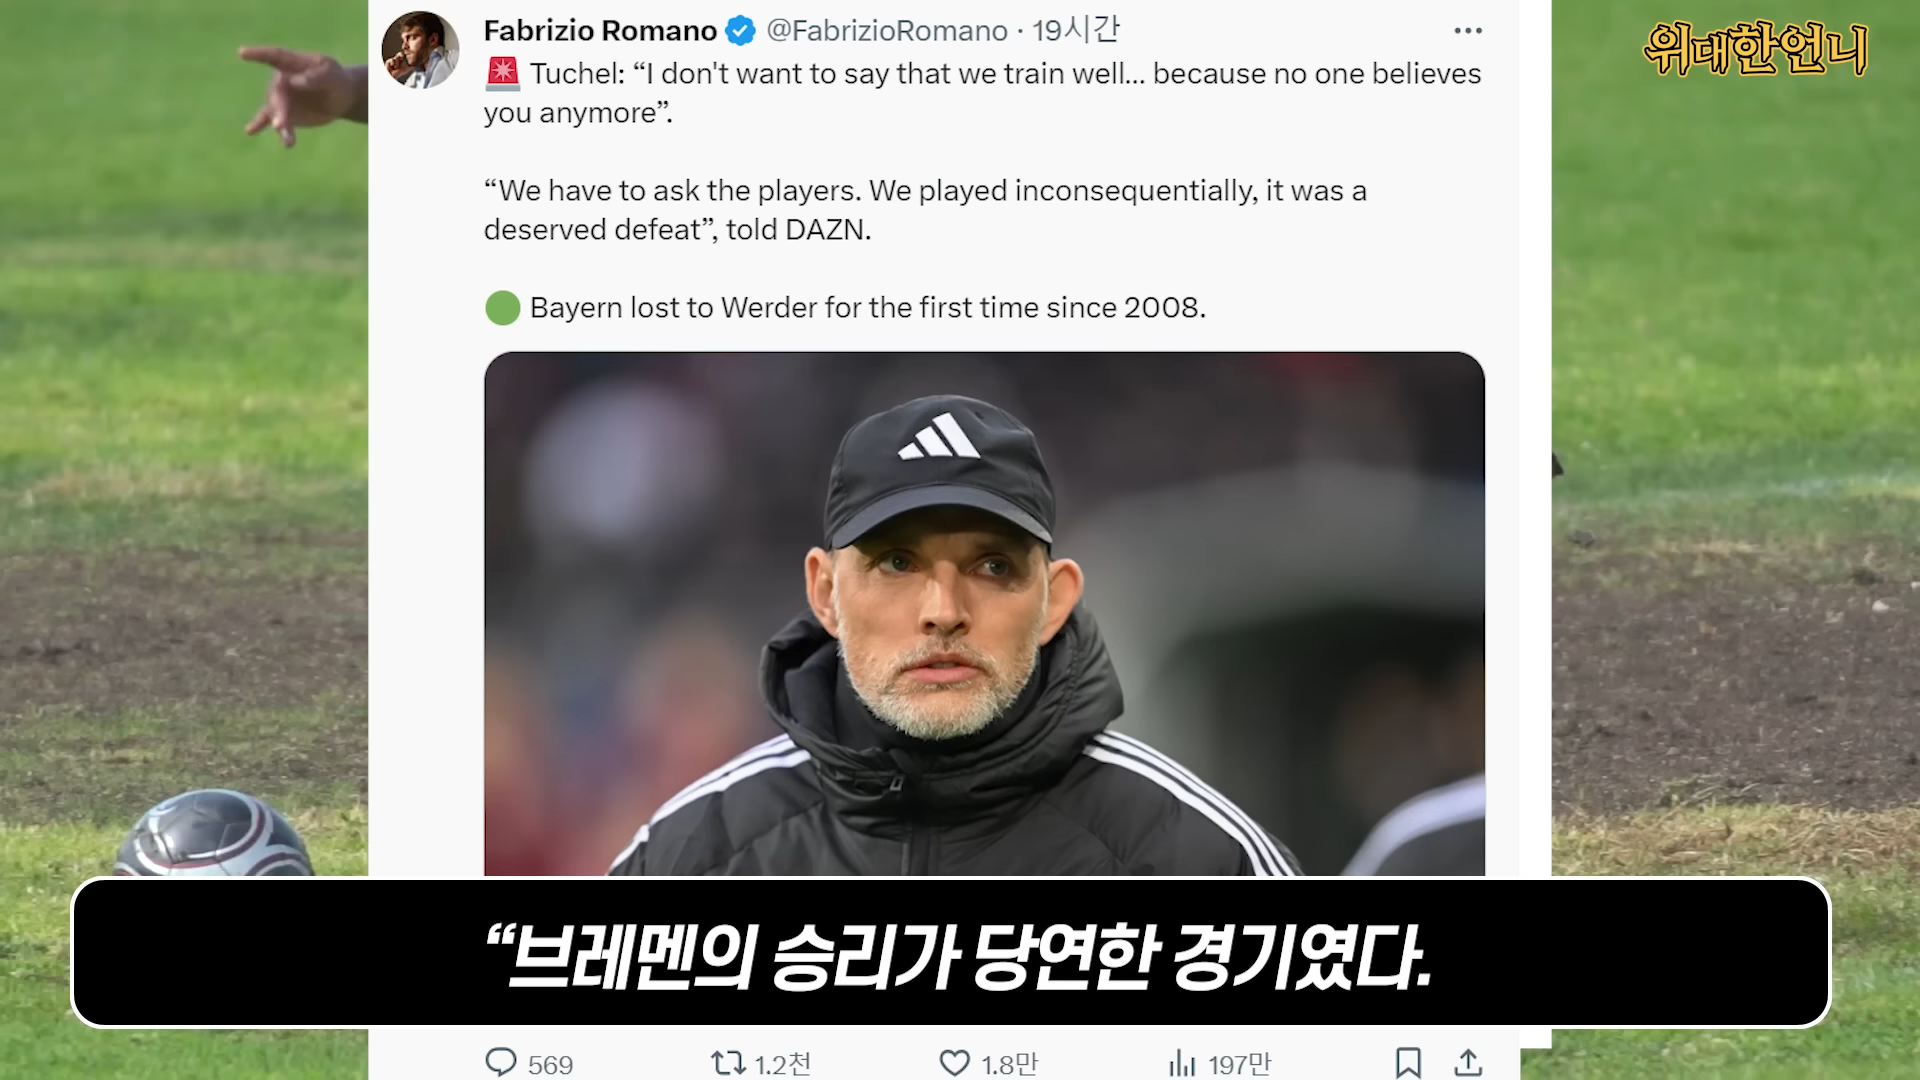 Fabrizio Romano @FabrizioRomano · 19시간
위대한언니
Tuchel: “I don't want to say that we train well... because no one believes
you anymore”.
“We have to ask the players. We played inconsequentially, it was a
deserved defeat”, told DAZN.
Bayern lost to Werder for the first time since 2008.
“브레멘의 승리가 당연한 경기였다.
569 1.2천 1.8만 197만